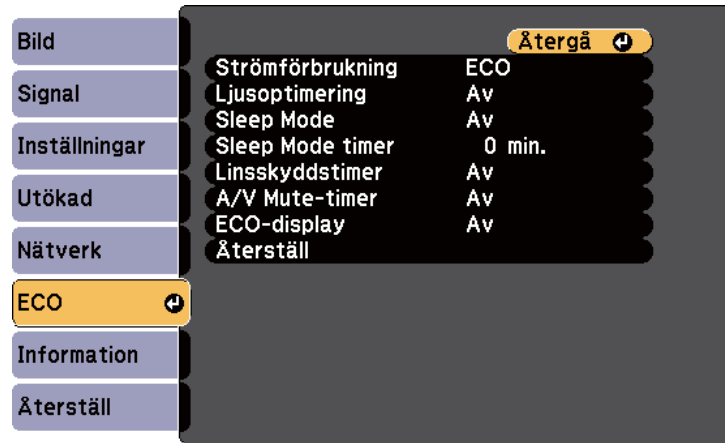 Bild
Signal
Inställningar
Utökad
Nätverk
ECO
Information
Återställ
Återgå
Strömförbrukning ECO
Ljusoptimering Av
Sleep Mode Av
Sleep Mode timer 0 min.
Linsskyddstimer Av
A/V Mute-timer Av
ECO-display Av
Återställ